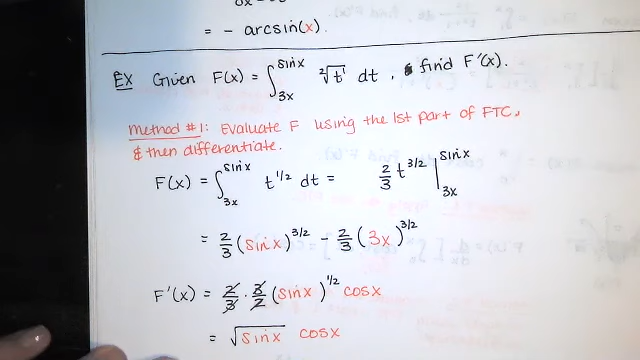 = - arcsin(x).
EX Given F(x) = ∫_{3x}^{sinx} ²√t dt, find F'(x).
Method #1: Evaluate F using the 1st part of FTC,
& then differentiate.
F(x) = ∫_{3x}^{sinx} t^{1/2} dt = 2/3 t^{3/2} |_{3x}^{sinx}
= 2/3 (sinx)^{3/2} - 2/3 (3x)^{3/2}
F'(x) = 2/3 · 3/2 (sinx)^{1/2} cosx
= √sinx cosx